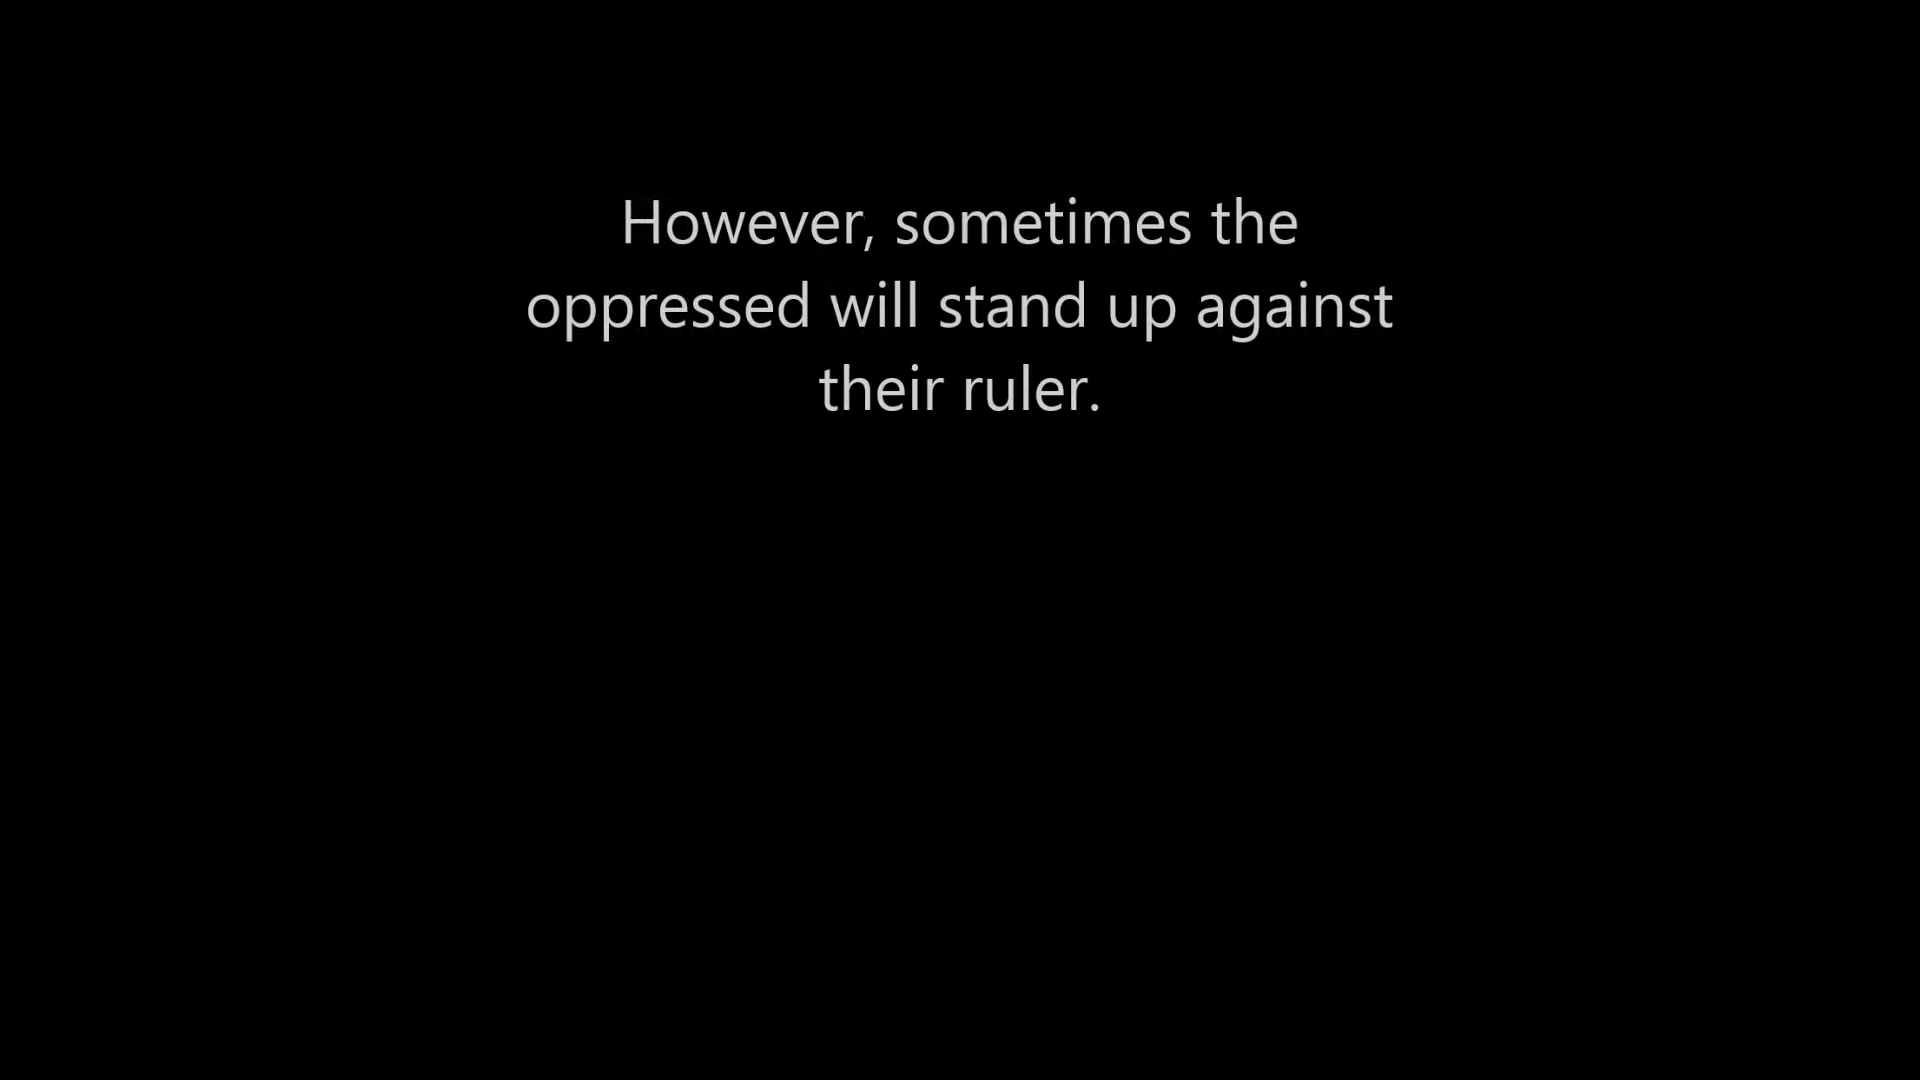 However, sometimes the
oppressed will stand up against
their ruler.